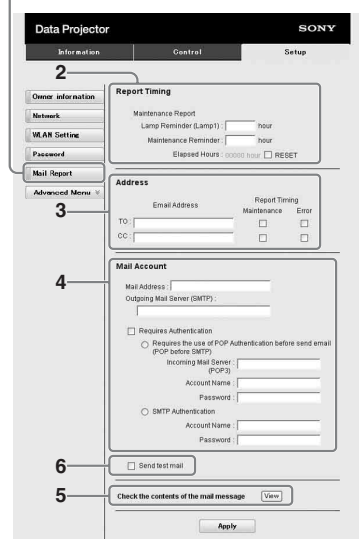 Data Projector
SONY
Information
Control
Setup
2
Owner information
Network
WLAN Setting
Password
Mail Report
Advanced Menu
Report Timing
Maintenance Report
Lamp Reminder (Lamp1) : hour
Maintenance Reminder : hour
Elapsed Hours : 00000 hour RESET
3
Address
Email Address
Report Timing
Maintenance Error
TO :
CC :
4
Mail Account
Mail Address :
Outgoing Mail Server (SMTP) :
Requires Authentication
Requires the use of POP Authentication before send email
(POP before SMTP)
Incoming Mail Server :
(POP3)
Account Name :
Password :
SMTP Authentication
Account Name :
Password :
6
Send test mail
5
Check the contents of the mail message View
Apply